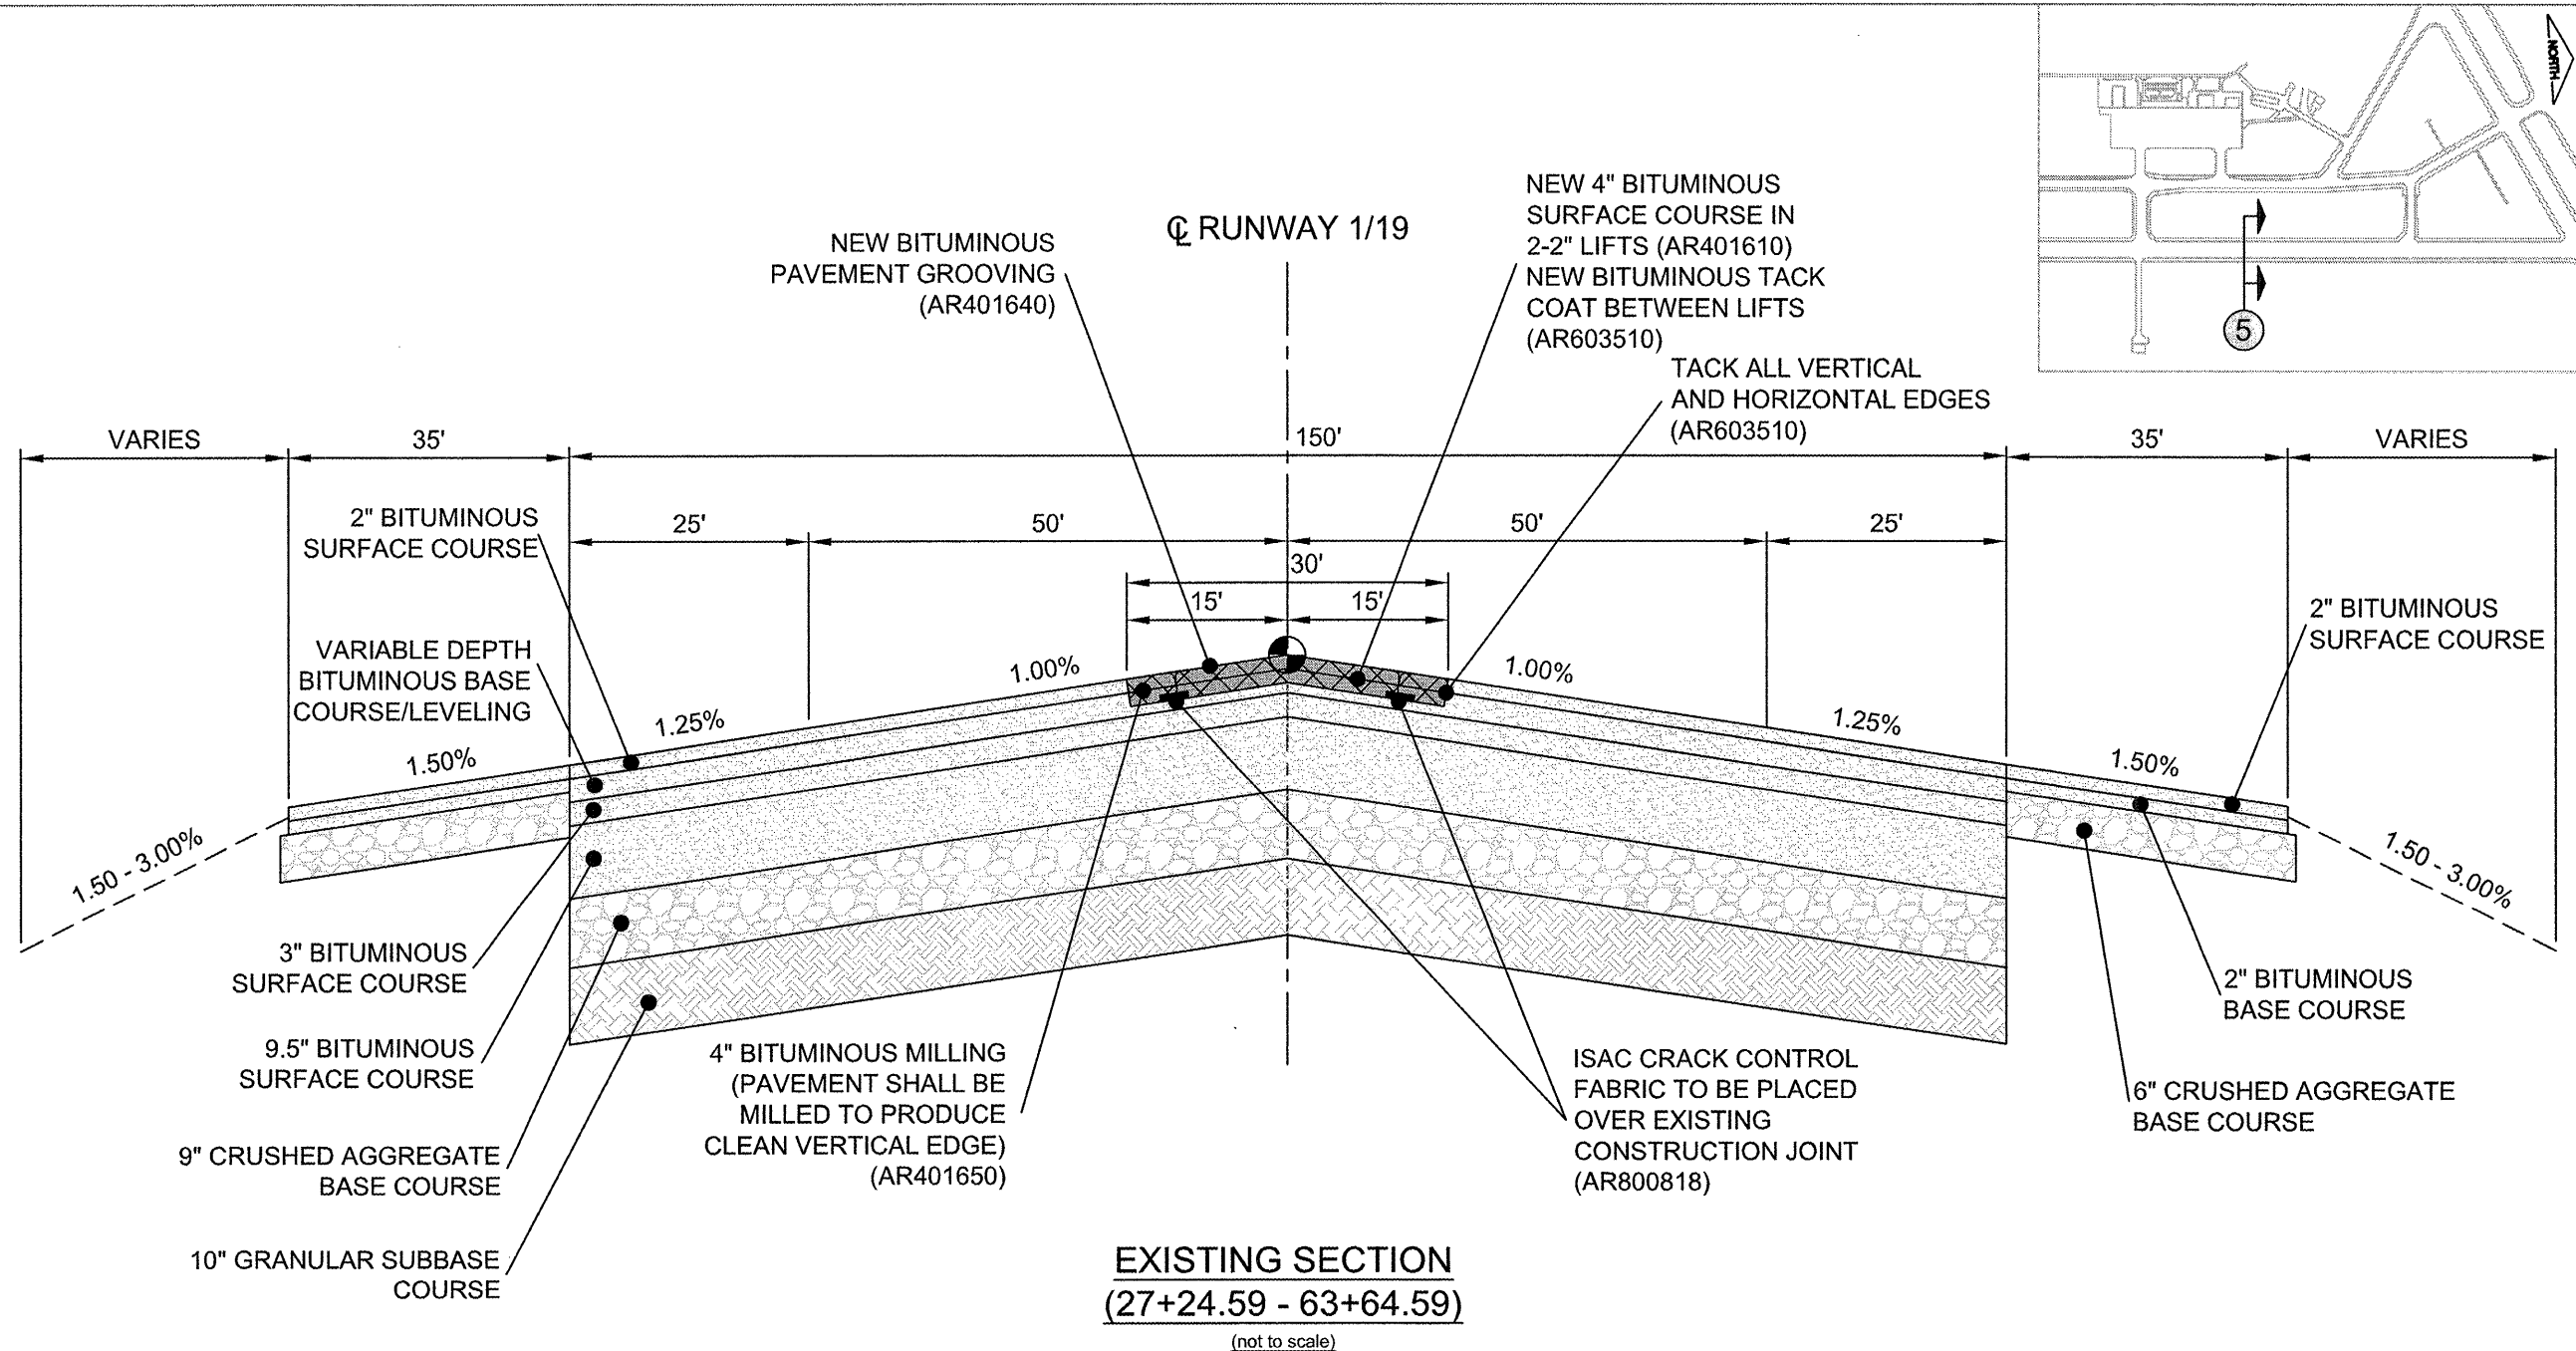 NORTH
5
NEW BITUMINOUS
PAVEMENT GROOVING
(AR401640)
℄ RUNWAY 1/19
NEW 4" BITUMINOUS
SURFACE COURSE IN
2-2" LIFTS (AR401610)
NEW BITUMINOUS TACK
COAT BETWEEN LIFTS
(AR603510)
TACK ALL VERTICAL
AND HORIZONTAL EDGES
(AR603510)
VARIES
35'
150'
35'
VARIES
25'
50'
50'
25'
30'
15'
15'
2" BITUMINOUS
SURFACE COURSE
VARIABLE DEPTH
BITUMINOUS BASE
COURSE/LEVELING
1.50 - 3.00%
1.50%
1.25%
1.00%
1.00%
1.25%
1.50%
1.50 - 3.00%
2" BITUMINOUS
SURFACE COURSE
3" BITUMINOUS
SURFACE COURSE
9.5" BITUMINOUS
SURFACE COURSE
9" CRUSHED AGGREGATE
BASE COURSE
10" GRANULAR SUBBASE
COURSE
4" BITUMINOUS MILLING
(PAVEMENT SHALL BE
MILLED TO PRODUCE
CLEAN VERTICAL EDGE)
(AR401650)
ISAC CRACK CONTROL
FABRIC TO BE PLACED
OVER EXISTING
CONSTRUCTION JOINT
(AR800818)
2" BITUMINOUS
BASE COURSE
6" CRUSHED AGGREGATE
BASE COURSE
EXISTING SECTION
(27+24.59 - 63+64.59)
(not to scale)